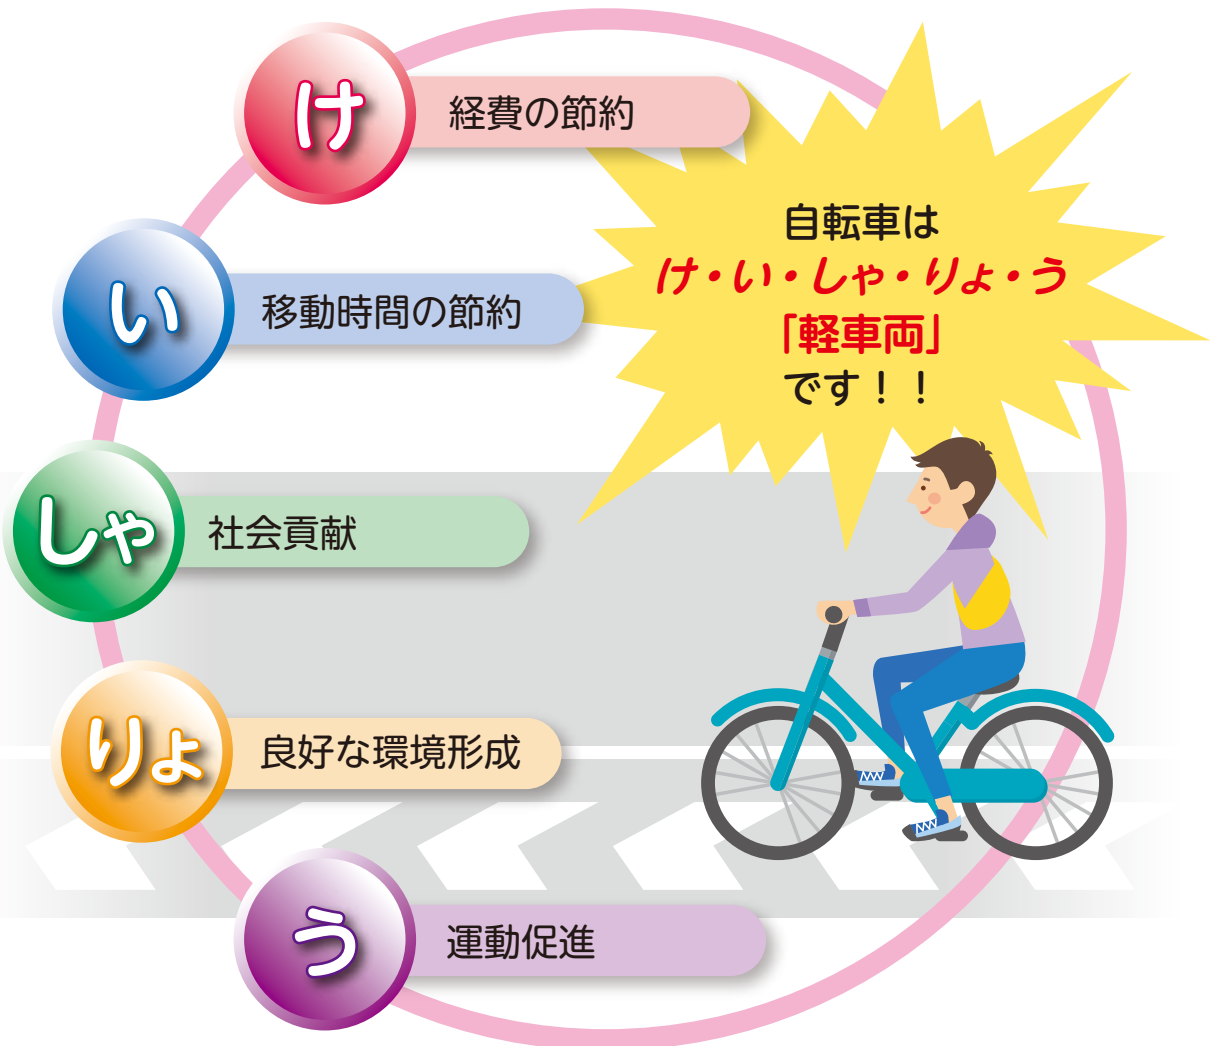 け
経費の節約
い
移動時間の節約
しゃ
社会貢献
りょ
良好な環境形成
う
運動促進
自転車は
け・い・しゃ・りょ・う
「軽車両」
です！！